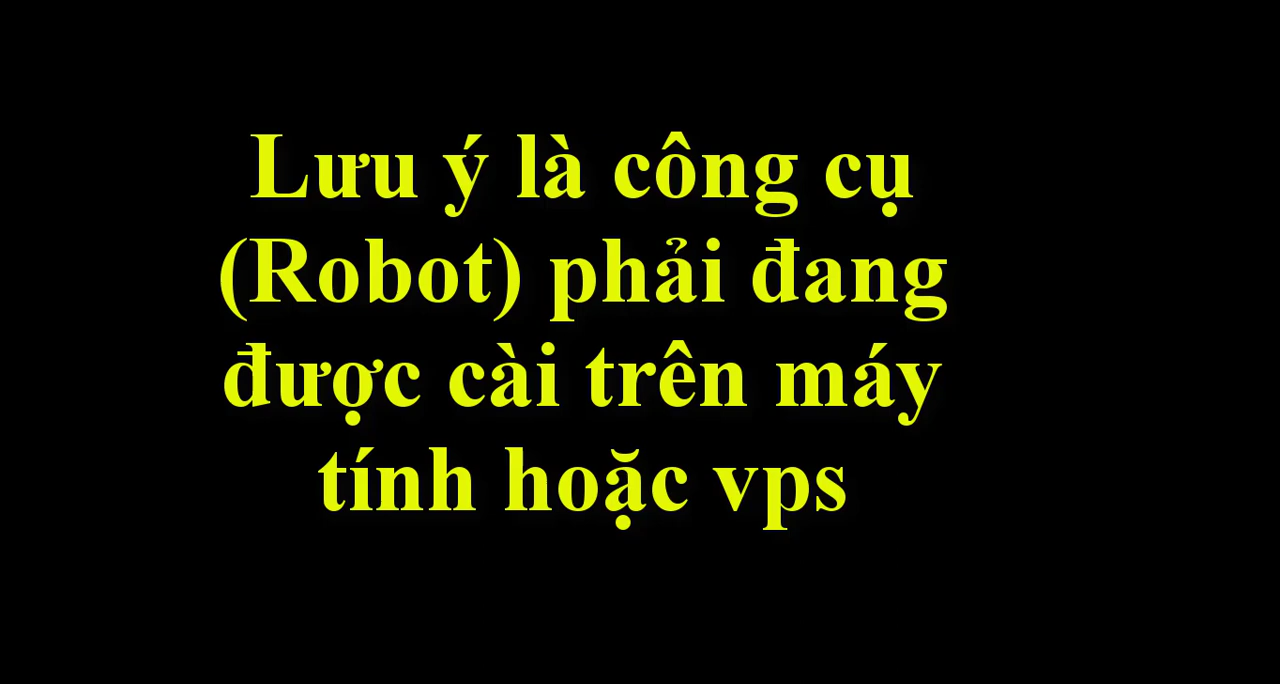 Lưu ý là công cụ
(Robot) phải đang
được cài trên máy
tính hoặc vps